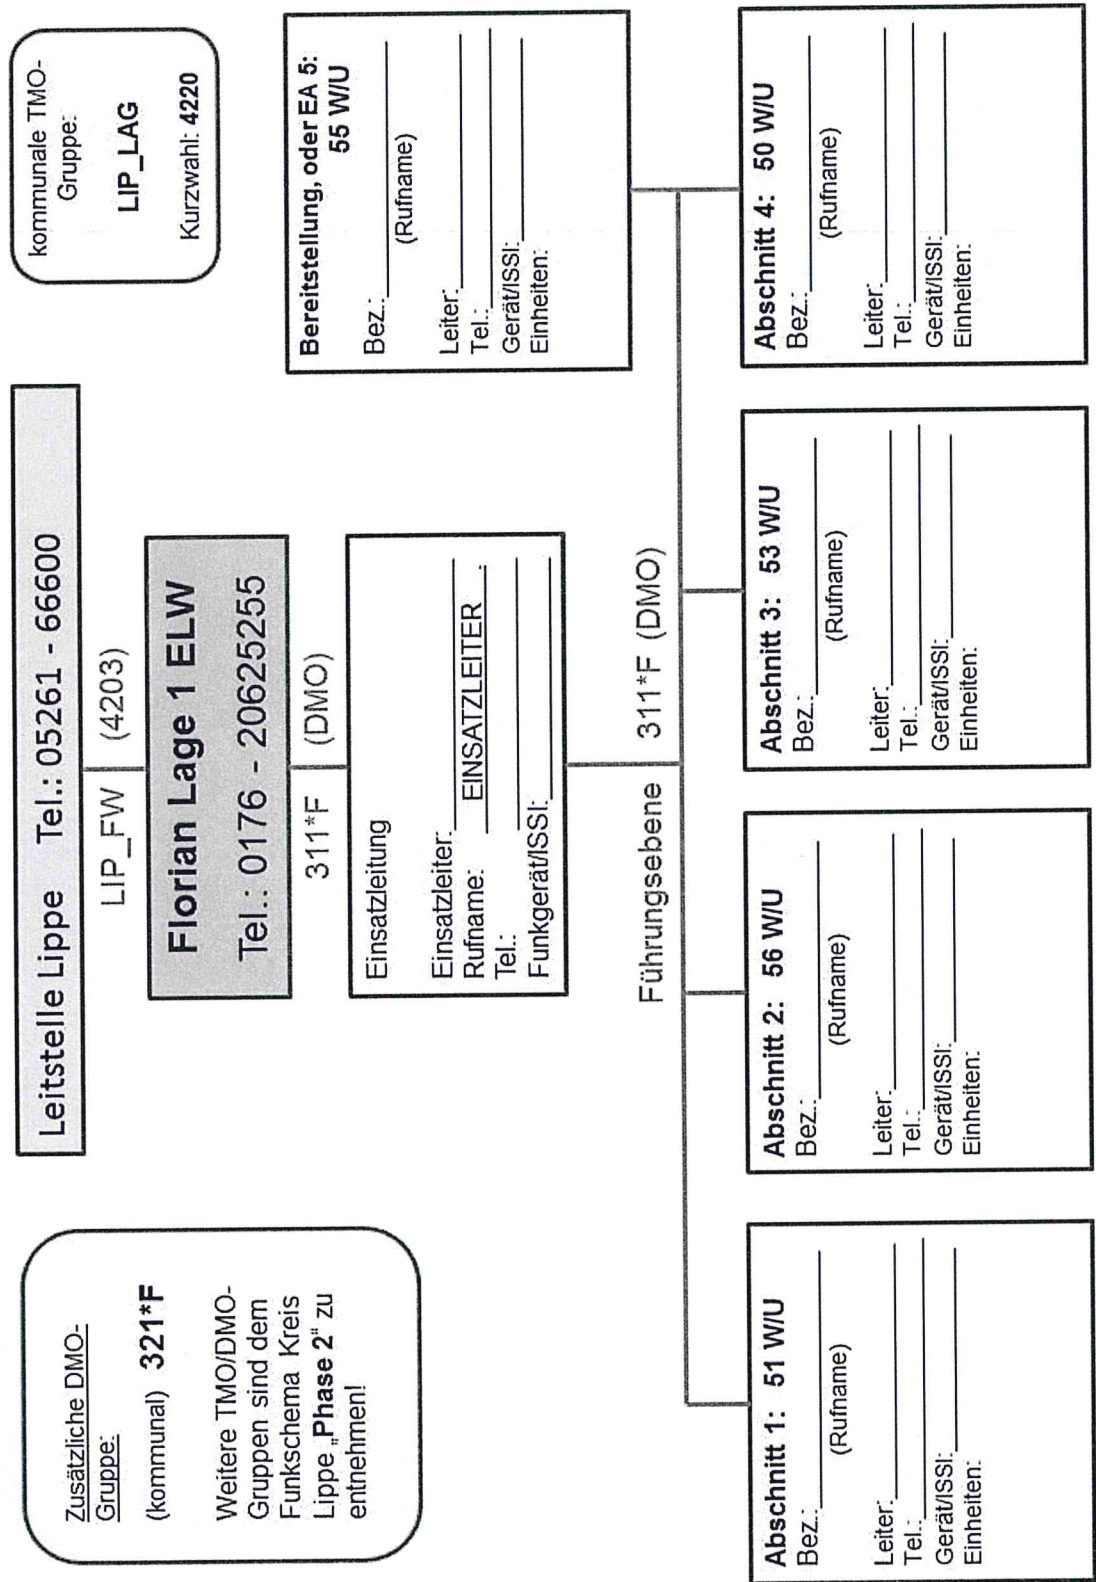 Zusätzliche DMO-
Gruppe:
(kommunal) 321*F
Weitere TMO/DMO-
Gruppen sind dem
Funkschema Kreis
Lippe „Phase 2" zu
entnehmen!
Leitstelle Lippe Tel.: 05261 - 66600
LIP_FW (4203)
Florian Lage 1 ELW
Tel.: 0176 - 20625255
311*F (DMO)
Einsatzleitung
Einsatzleiter:
Rufname: EINSATZLEITER .
Tel.:
Funkgerät/ISSI:
kommunale TMO-
Gruppe:
LIP_LAG
Kurzwahl: 4220
Bereitstellung, oder EA 5:
55 W/U
Bez.:
(Rufname)
Leiter:
Tel.:
Gerät/ISSI:
Einheiten:
Führungsebene 311*F (DMO)
Abschnitt 1: 51 W/U
Bez.:
(Rufname)
Leiter:
Tel.:
Gerät/ISSI:
Einheiten:
Abschnitt 2: 56 W/U
Bez.:
(Rufname)
Leiter:
Tel.:
Gerät/ISSI:
Einheiten:
Abschnitt 3: 53 W/U
Bez.:
(Rufname)
Leiter:
Tel.:
Gerät/ISSI:
Einheiten:
Abschnitt 4: 50 W/U
Bez.:
(Rufname)
Leiter:
Tel.:
Gerät/ISSI:
Einheiten: